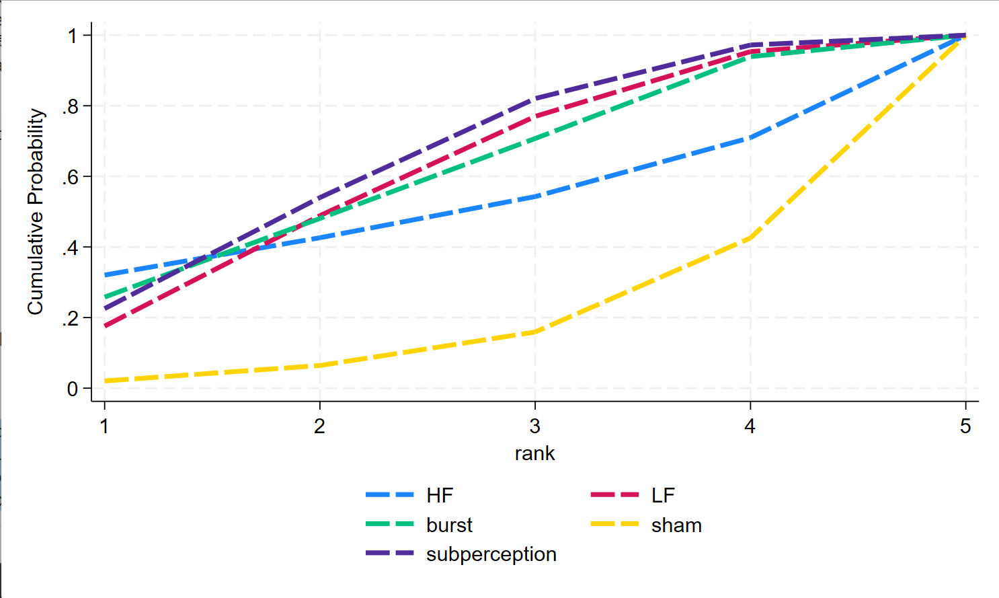 Cumulative Probability
1
.8
.6
.4
.2
0
1 2 3 4 5
rank
HF LF
burst sham
subperception